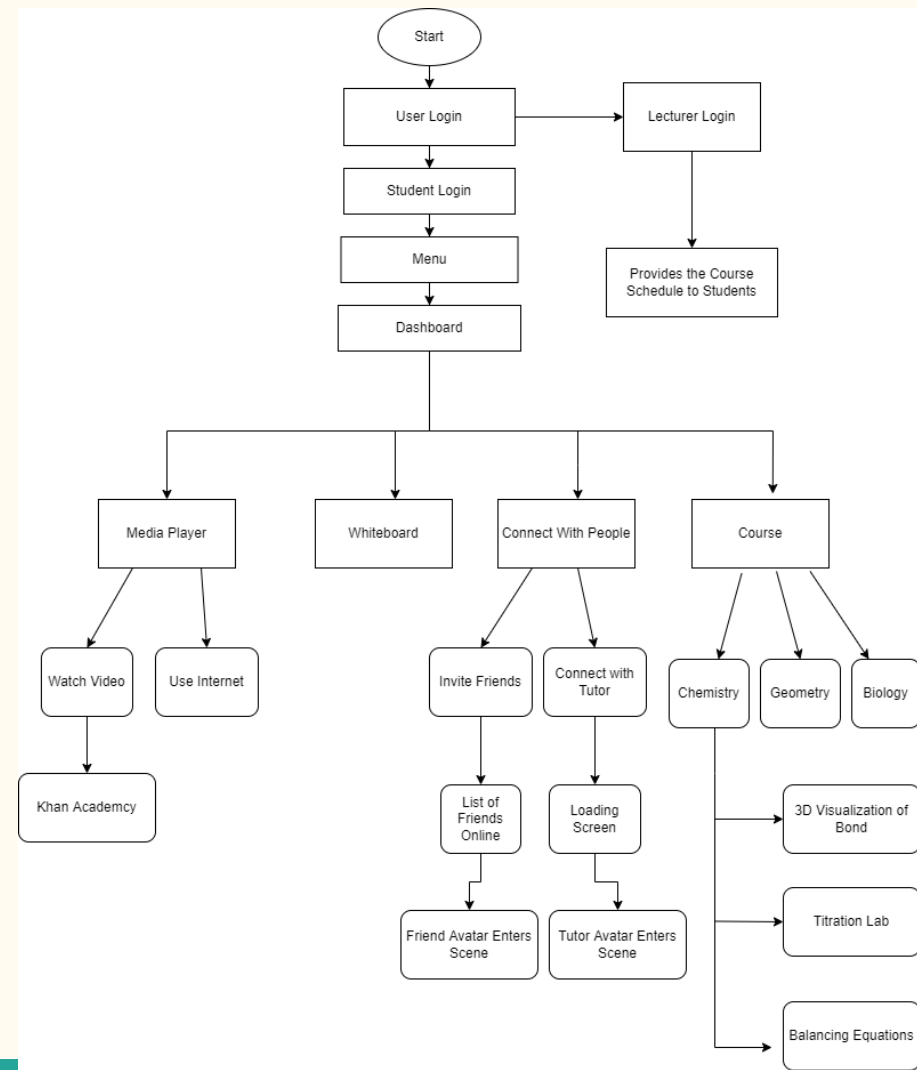 Start
User Login
Lecturer Login
Student Login
Menu
Provides the Course
Schedule to Students
Dashboard
Media Player
Whiteboard
Connect With People
Course
Watch Video
Use Internet
Invite Friends
Connect with
Tutor
Chemistry
Geometry
Biology
Khan Academcy
List of
Friends
Online
Loading
Screen
3D Visualization of
Bond
Friend Avatar Enters
Scene
Tutor Avatar Enters
Scene
Titration Lab
Balancing Equations